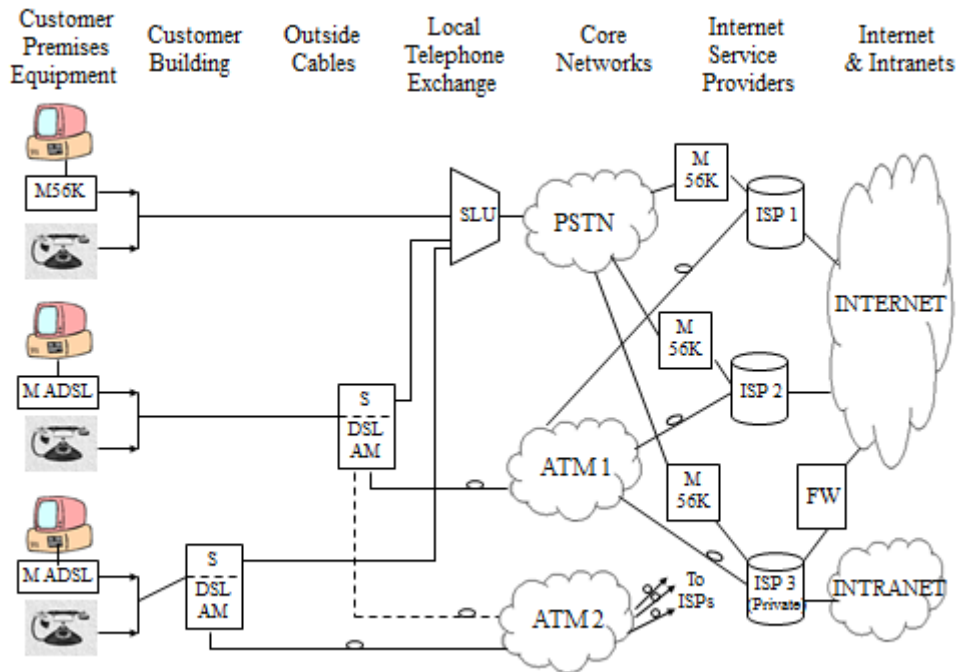 Customer
Premises
Equipment
Customer
Building
Outside
Cables
Local
Telephone
Exchange
Core
Networks
Internet
Service
Providers
Internet
& Intranets
M56K
SLU
PSTN
M
56K
ISP 1
M ADSL
S
DSL
AM
M
56K
ISP 2
INTERNET
ATM 1
M
56K
FW
M ADSL
S
DSL
AM
ATM 2
To
ISPs
ISP 3
(Private)
INTRANET